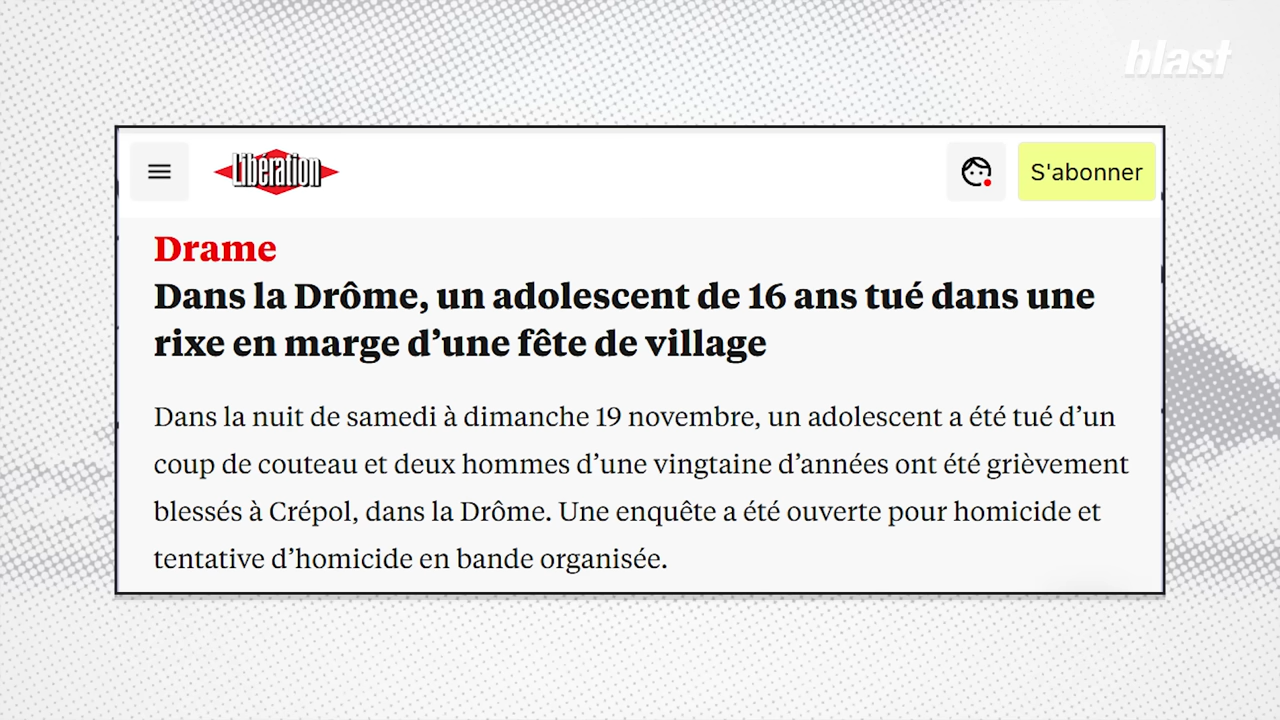 blast
Libération
S'abonner
Drame
Dans la Drôme, un adolescent de 16 ans tué dans une
rixe en marge d’une fête de village
Dans la nuit de samedi à dimanche 19 novembre, un adolescent a été tué d’un
coup de couteau et deux hommes d’une vingtaine d’années ont été grièvement
blessés à Crépol, dans la Drôme. Une enquête a été ouverte pour homicide et
tentative d’homicide en bande organisée.